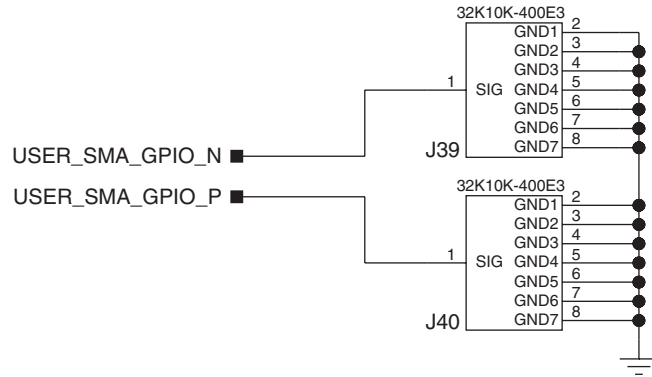 32K10K-400E3
GND1 2
GND2 3
GND3 4
1 SIG GND4 5
GND5 6
GND6 7
J39 GND7 8
USER_SMA_GPIO_N
USER_SMA_GPIO_P
32K10K-400E3
GND1 2
GND2 3
GND3 4
1 SIG GND4 5
GND5 6
GND6 7
J40 GND7 8